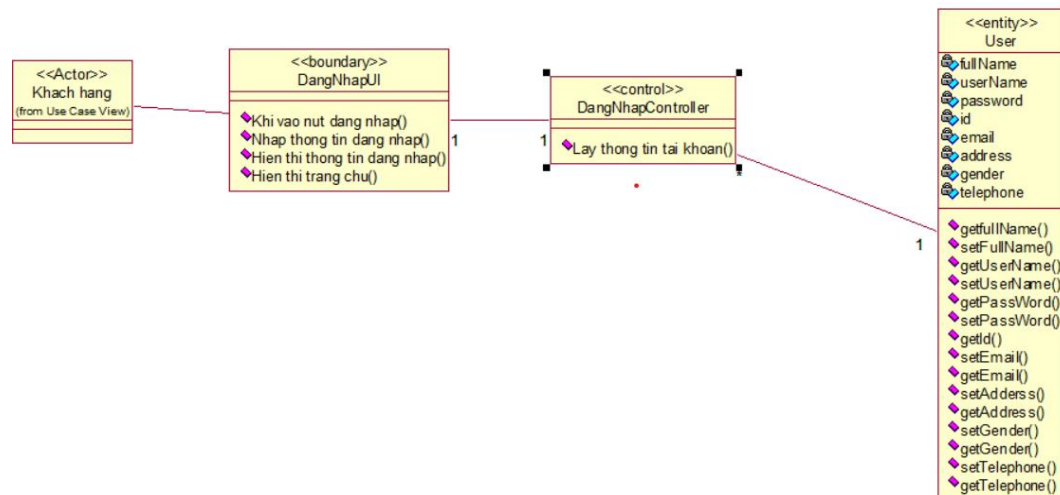 <<Actor>>
Khach hang
(from Use Case View)
<<boundary>>
DangNhapUI
Khi vao nut dang nhap()
Nhap thong tin dang nhap()
Hien thi thong tin dang nhap()
Hien thi trang chu()
1
1
<<control>>
DangNhapController
Lay thong tin tai khoan()
*
1
<<entity>>
User
fullName
userName
password
id
email
address
gender
telephone
getfullName()
setFullName()
getUserName()
setUserName()
getPassWord()
setPassWord()
getId()
setEmail()
getEmail()
setAdderss()
getAddress()
setGender()
getGender()
setTelephone()
getTelephone()